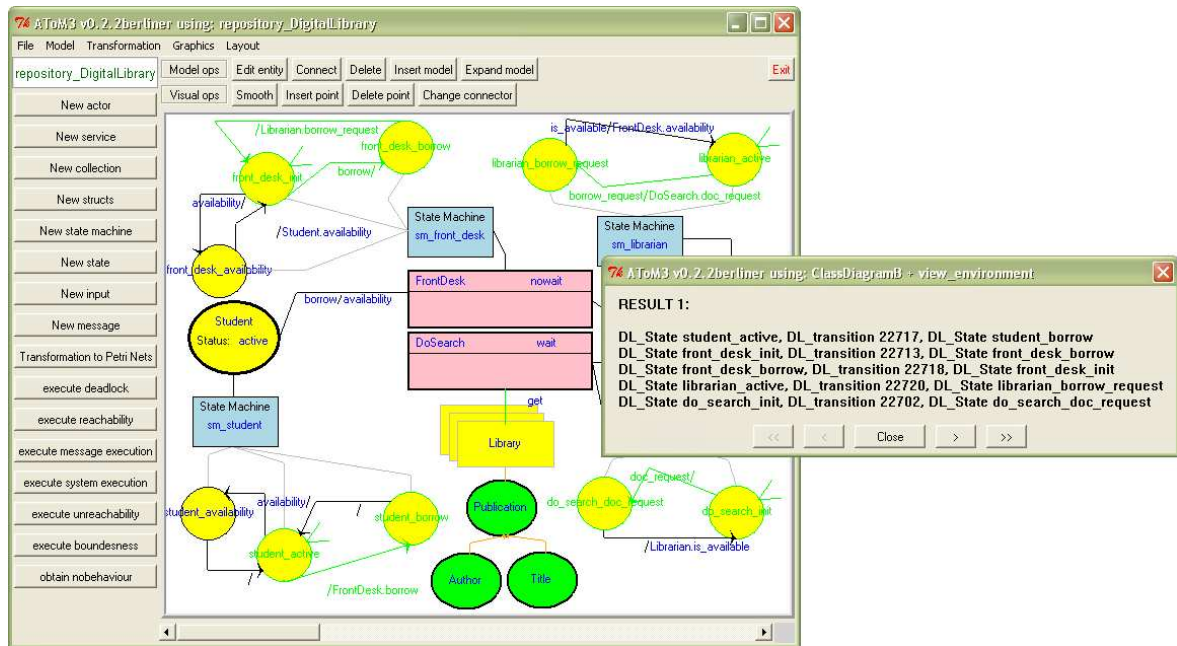 AToM3 v0.2.2berliner using: repository_DigitalLibrary
File Model Transformation Graphics Layout
repository_DigitalLibrary
Model ops Edit entity Connect Delete Insert model Expand model Exit
Visual ops Smooth Insert point Delete point Change connector
New actor
New service
New collection
New structs
New state machine
New state
New input
New message
Transformation to Petri Nets
execute deadlock
execute reachability
execute message execution
execute system execution
execute unreachability
execute boundesness
obtain nobehaviour
/Librarian.borrow_request
front_desk_borrow
front_desk_init
borrow/
availability/
/Student.availability
front_desk_availability
is_available/FrontDesk.availability
librarian_borrow_request
librarian_active
borrow_request/DoSearch.doc_request
State Machine
sm_front_desk
State Machine
sm_librarian
FrontDesk nowait
borrow/availability
Student
Status: active
DoSearch wait
State Machine
sm_student
get
Library
Publication
Author
Title
student_availability
availability/
/
student_borrow
student_active
/
/FrontDesk.borrow
doc_request/
do_search_doc_request
do_search_init
/Librarian.is_available
AToM3 v0.2.2berliner using: ClassDiagramB + view_environment
RESULT 1:
DL_State student_active, DL_transition 22717, DL_State student_borrow
DL_State front_desk_init, DL_transition 22713, DL_State front_desk_borrow
DL_State front_desk_borrow, DL_transition 22718, DL_State front_desk_init
DL_State librarian_active, DL_transition 22720, DL_State librarian_borrow_request
DL_State do_search_init, DL_transition 22702, DL_State do_search_doc_request
<< < Close > >>